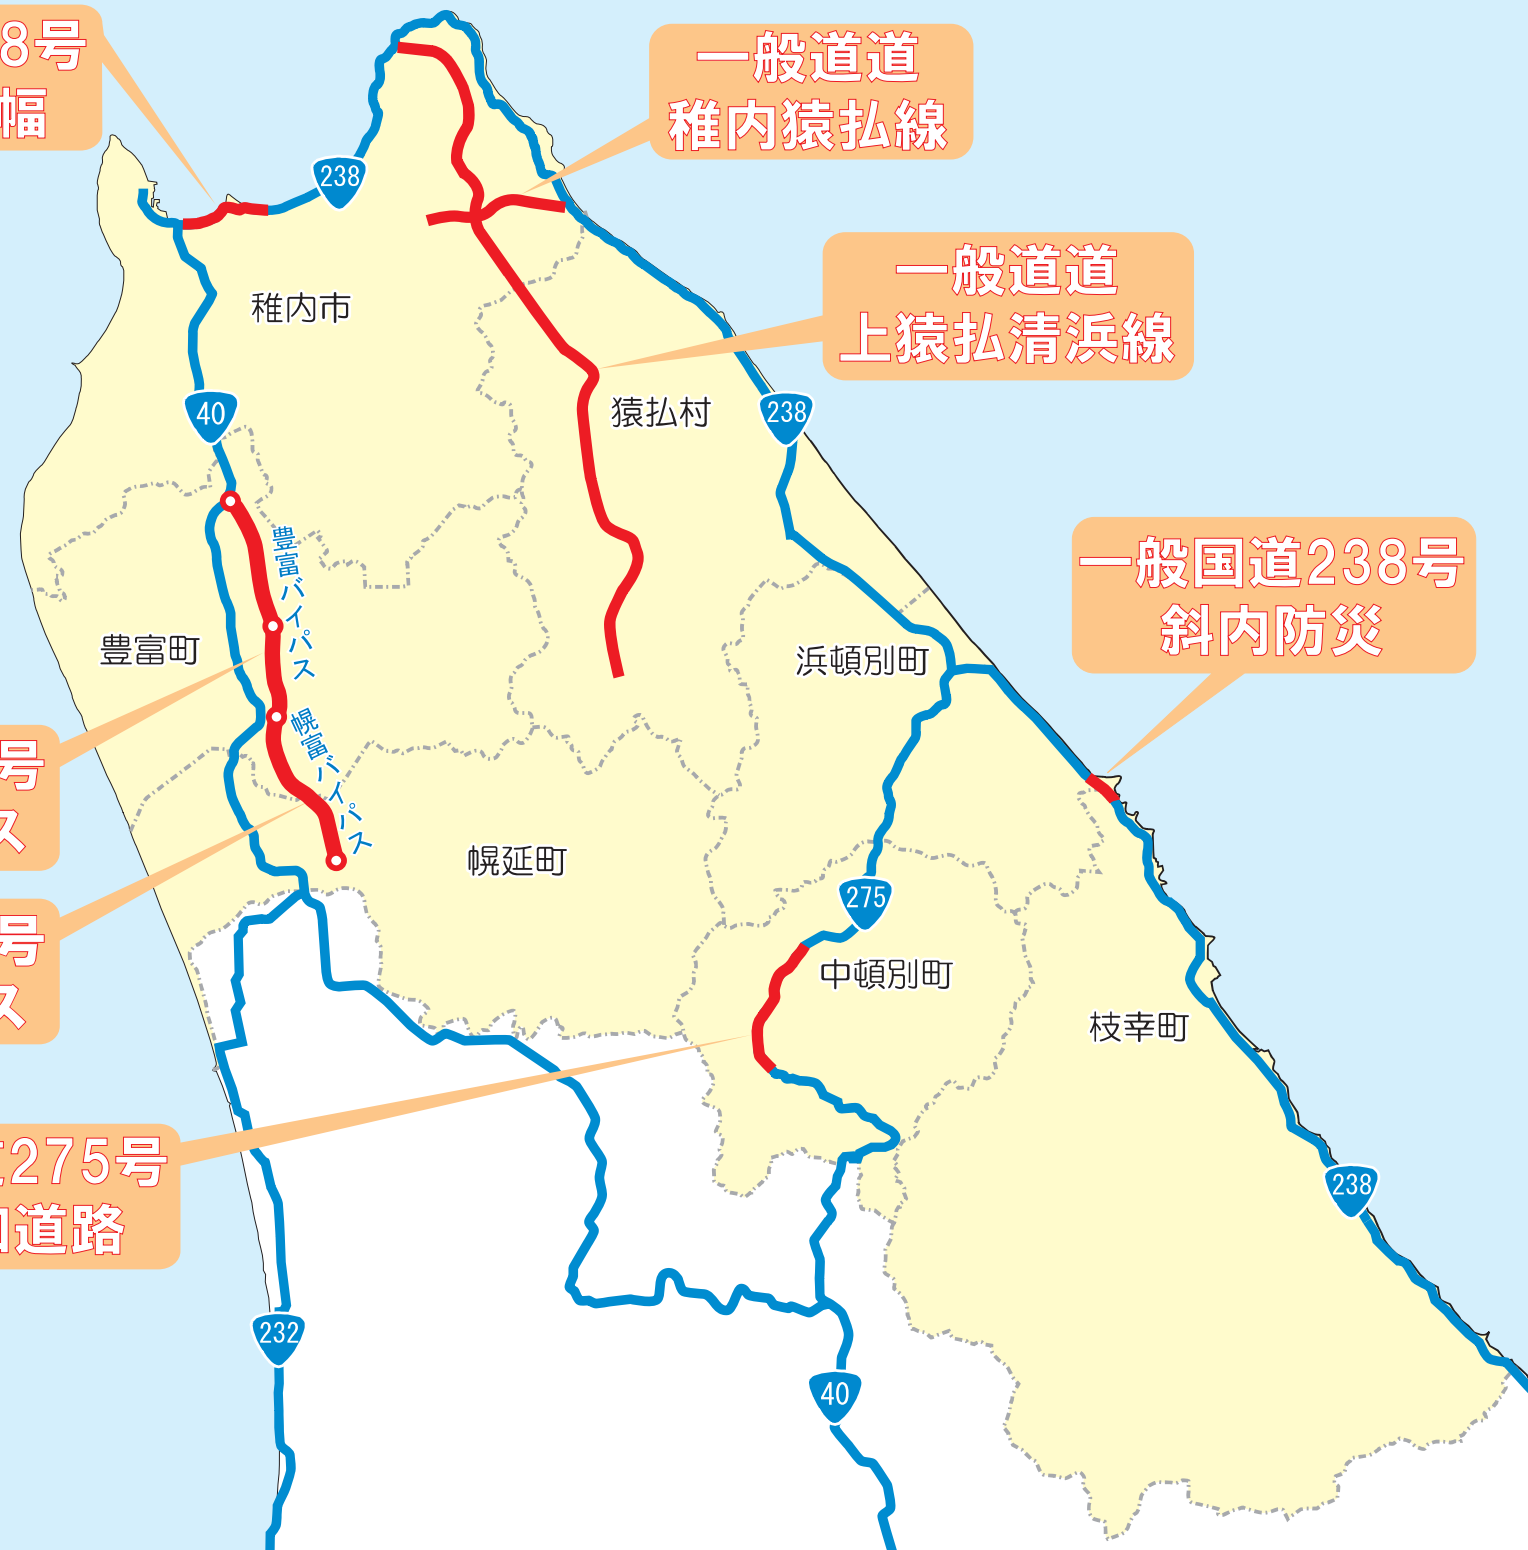 8号
幅
一般道道
稚内猿払線
238
一般道道
上猿払清浜線
稚内市
40
猿払村
238
豊富バイパス
一般国道238号
斜内防災
豊富町
浜頓別町
幌富バイパス
号
ス
幌延町
275
号
ス
中頓別町
枝幸町
275号
道路
238
232
40